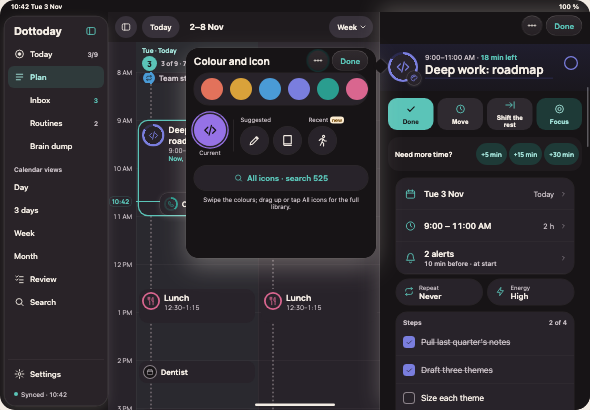 10:42 Tue 3 Nov
100 %
Dottoday
Today
3/9
Plan
Inbox
3
Routines
2
Brain dump
Calendar views
Day
3 days
Week
Month
Review
Search
Settings
Synced · 10:42
Today
2–8 Nov
Week
Tue · Today
3
Team st
8 AM
9 AM
10 AM
10:42
11 AM
12 PM
1 PM
2 PM
3 PM
Deep
road
9:00–
Now,
Lunch
12:30–1:15
Lunch
12:30–1:15
Dentist
Colour and icon
Done
Current
Suggested
Recent
new
All icons · search 525
Swipe the colours; drag up or tap All icons for the full
library.
Done
9:00–11:00 AM · 18 min left
Deep work: roadmap
Done
Move
Shift the
rest
Focus
Need more time?
+5 min
+15 min
+30 min
Tue 3 Nov
Today
9:00 – 11:00 AM
2 h
2 alerts
10 min before · at start
Repeat
Never
Energy
High
Steps
2 of 4
Pull last quarter's notes
Draft three themes
Size each theme